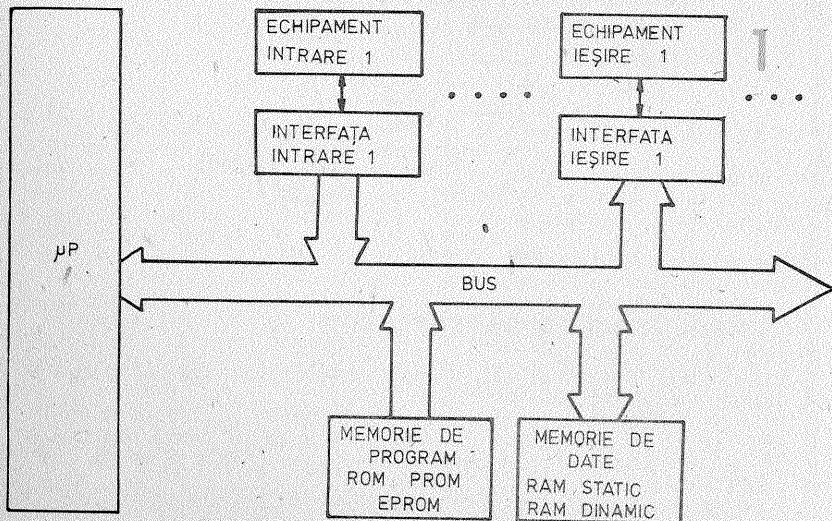 ECHIPAMENT
INTRARE 1
ECHIPAMENT
IEŞIRE 1
INTERFAŢA
INTRARE 1
INTERFATA
IEŞIRE 1
µP
BUS
MEMORIE DE
PROGRAM
ROM PROM
EPROM
MEMORIE DE
DATE
RAM STATIC
RAM DINAMIC